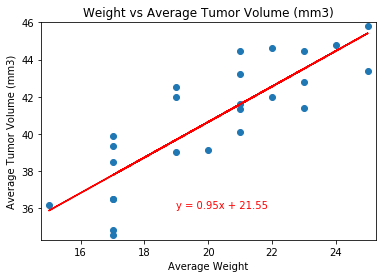 Weight vs Average Tumor Volume (mm3)
Average Tumor Volume (mm3)
46
44
42
40
38
36
y = 0.95x + 21.55
16
18
20
22
24
Average Weight